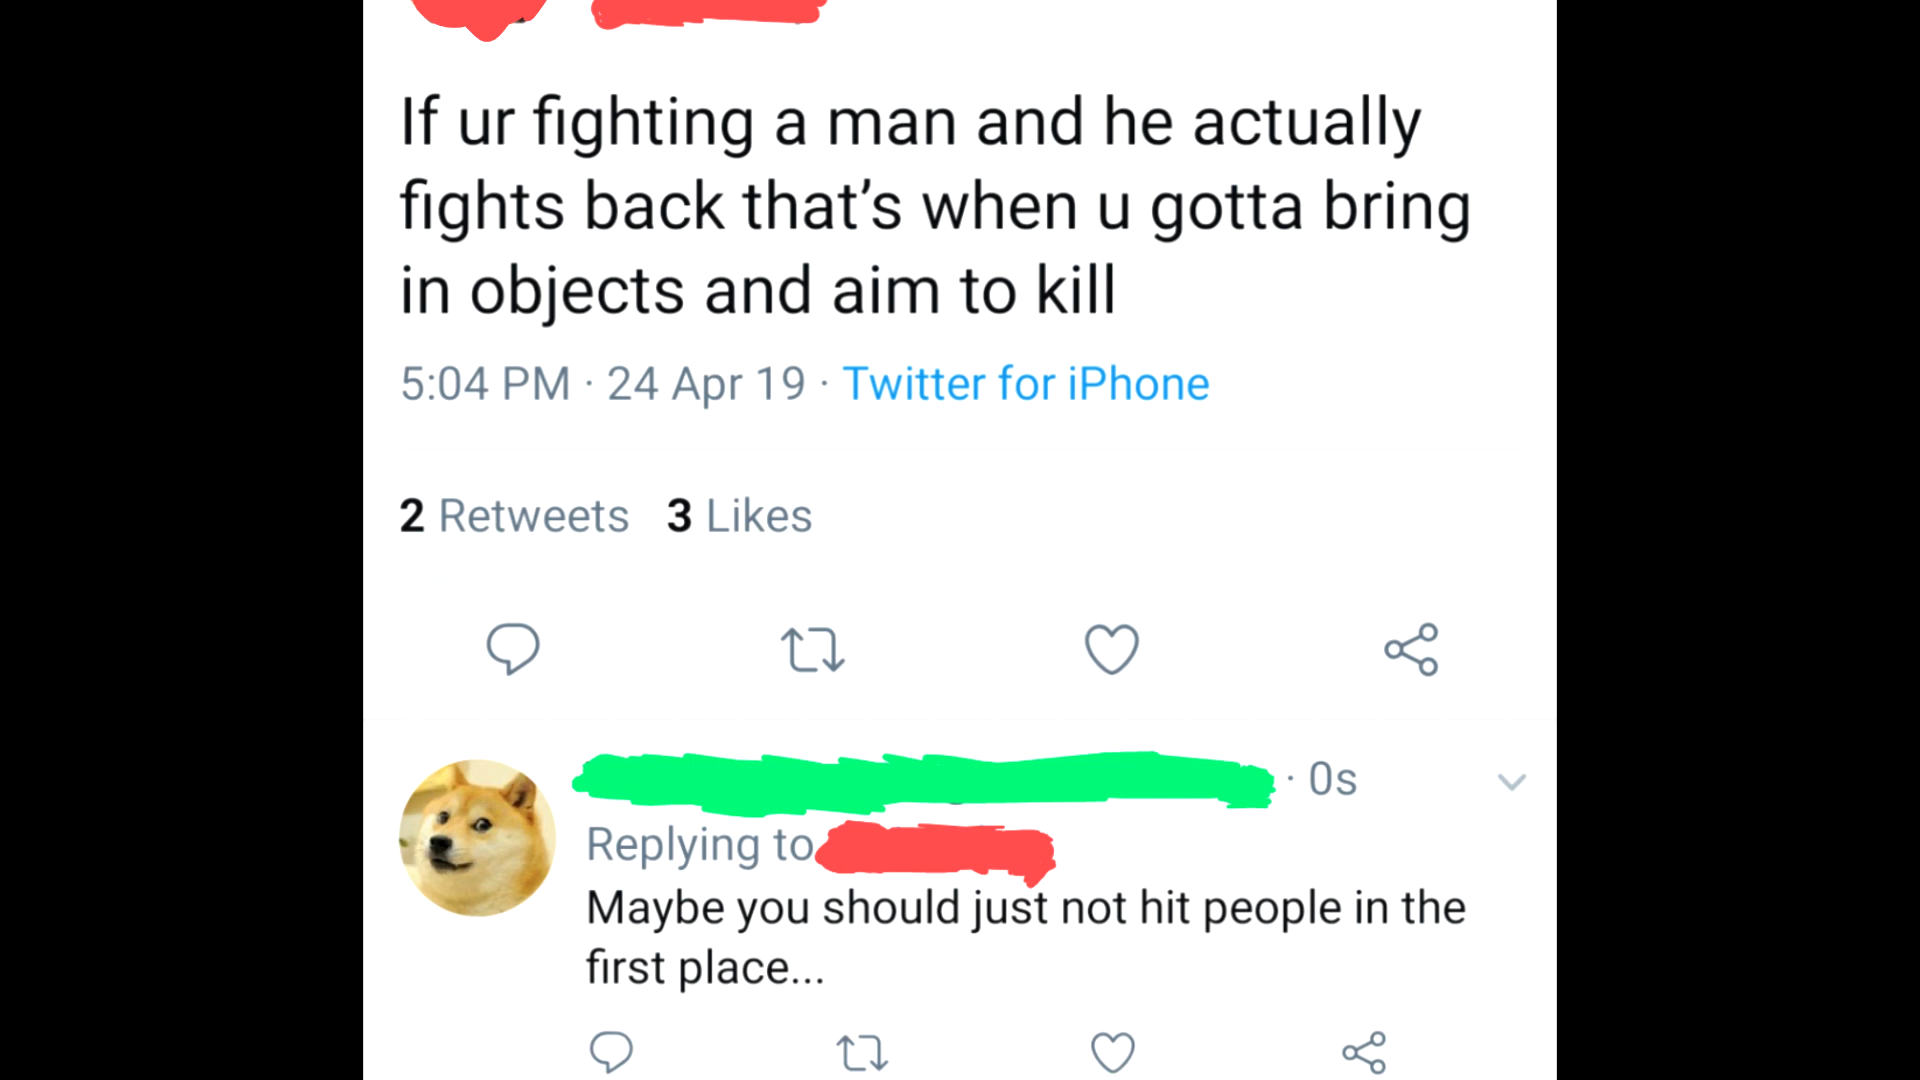 If ur fighting a man and he actually
fights back that’s when u gotta bring
in objects and aim to kill
5:04 PM · 24 Apr 19 · Twitter for iPhone
2 Retweets 3 Likes
· 0s
Replying to
Maybe you should just not hit people in the
first place...